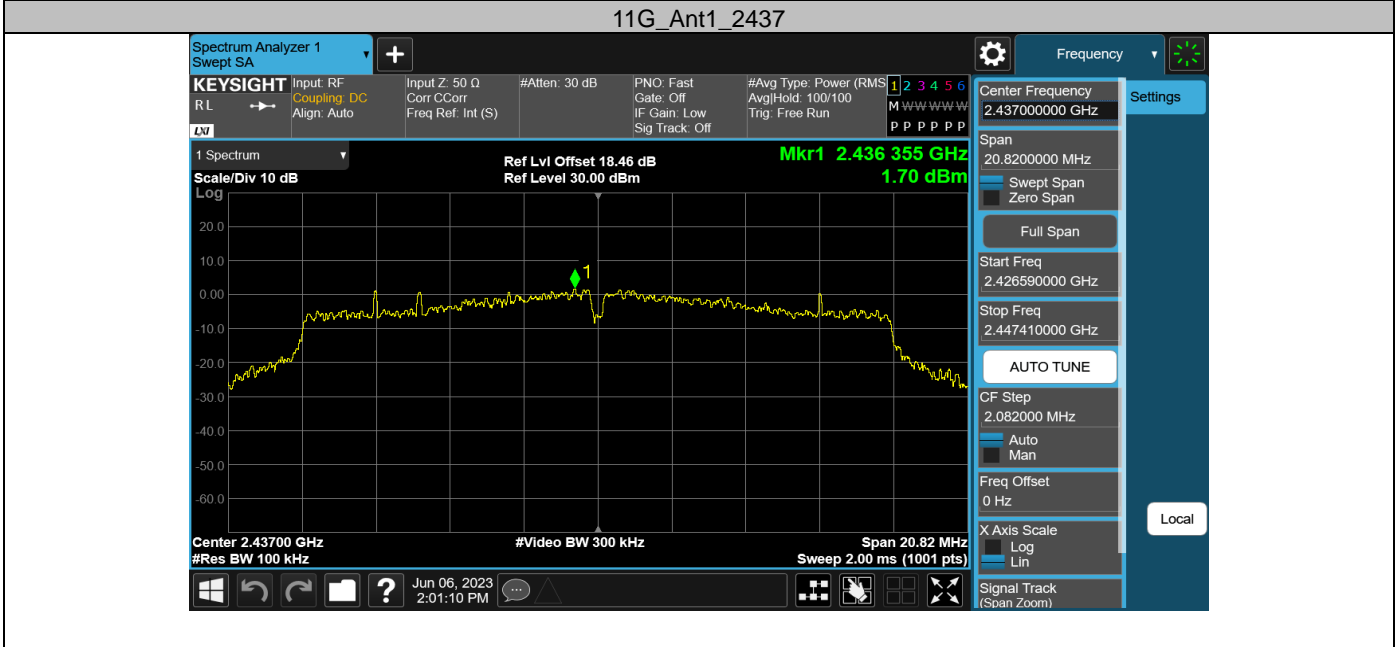 11G_Ant1_2437
Spectrum Analyzer 1
Swept SA
+
Frequency
KEYSIGHT
RL
LXI
Input: RF
Coupling: DC
Align: Auto
Input Z: 50 Ω
Corr CCorr
Freq Ref: Int (S)
#Atten: 30 dB
PNO: Fast
Gate: Off
IF Gain: Low
Sig Track: Off
#Avg Type: Power (RMS
Avg|Hold: 100/100
Trig: Free Run
1 2 3 4 5 6
M W W W W W
P P P P P P
1 Spectrum
Scale/Div 10 dB
Log
Ref Lvl Offset 18.46 dB
Ref Level 30.00 dBm
Mkr1 2.436 355 GHz
1.70 dBm
20.0
10.0
0.00
-10.0
-20.0
-30.0
-40.0
-50.0
-60.0
1
Center 2.43700 GHz
#Res BW 100 kHz
#Video BW 300 kHz
Span 20.82 MHz
Sweep 2.00 ms (1001 pts)
Center Frequency
2.437000000 GHz
Span
20.8200000 MHz
Swept Span
Zero Span
Full Span
Start Freq
2.426590000 GHz
Stop Freq
2.447410000 GHz
AUTO TUNE
CF Step
2.082000 MHz
Auto
Man
Freq Offset
0 Hz
X Axis Scale
Log
Lin
Signal Track
(Span Zoom)
Settings
Local
?
Jun 06, 2023
2:01:10 PM